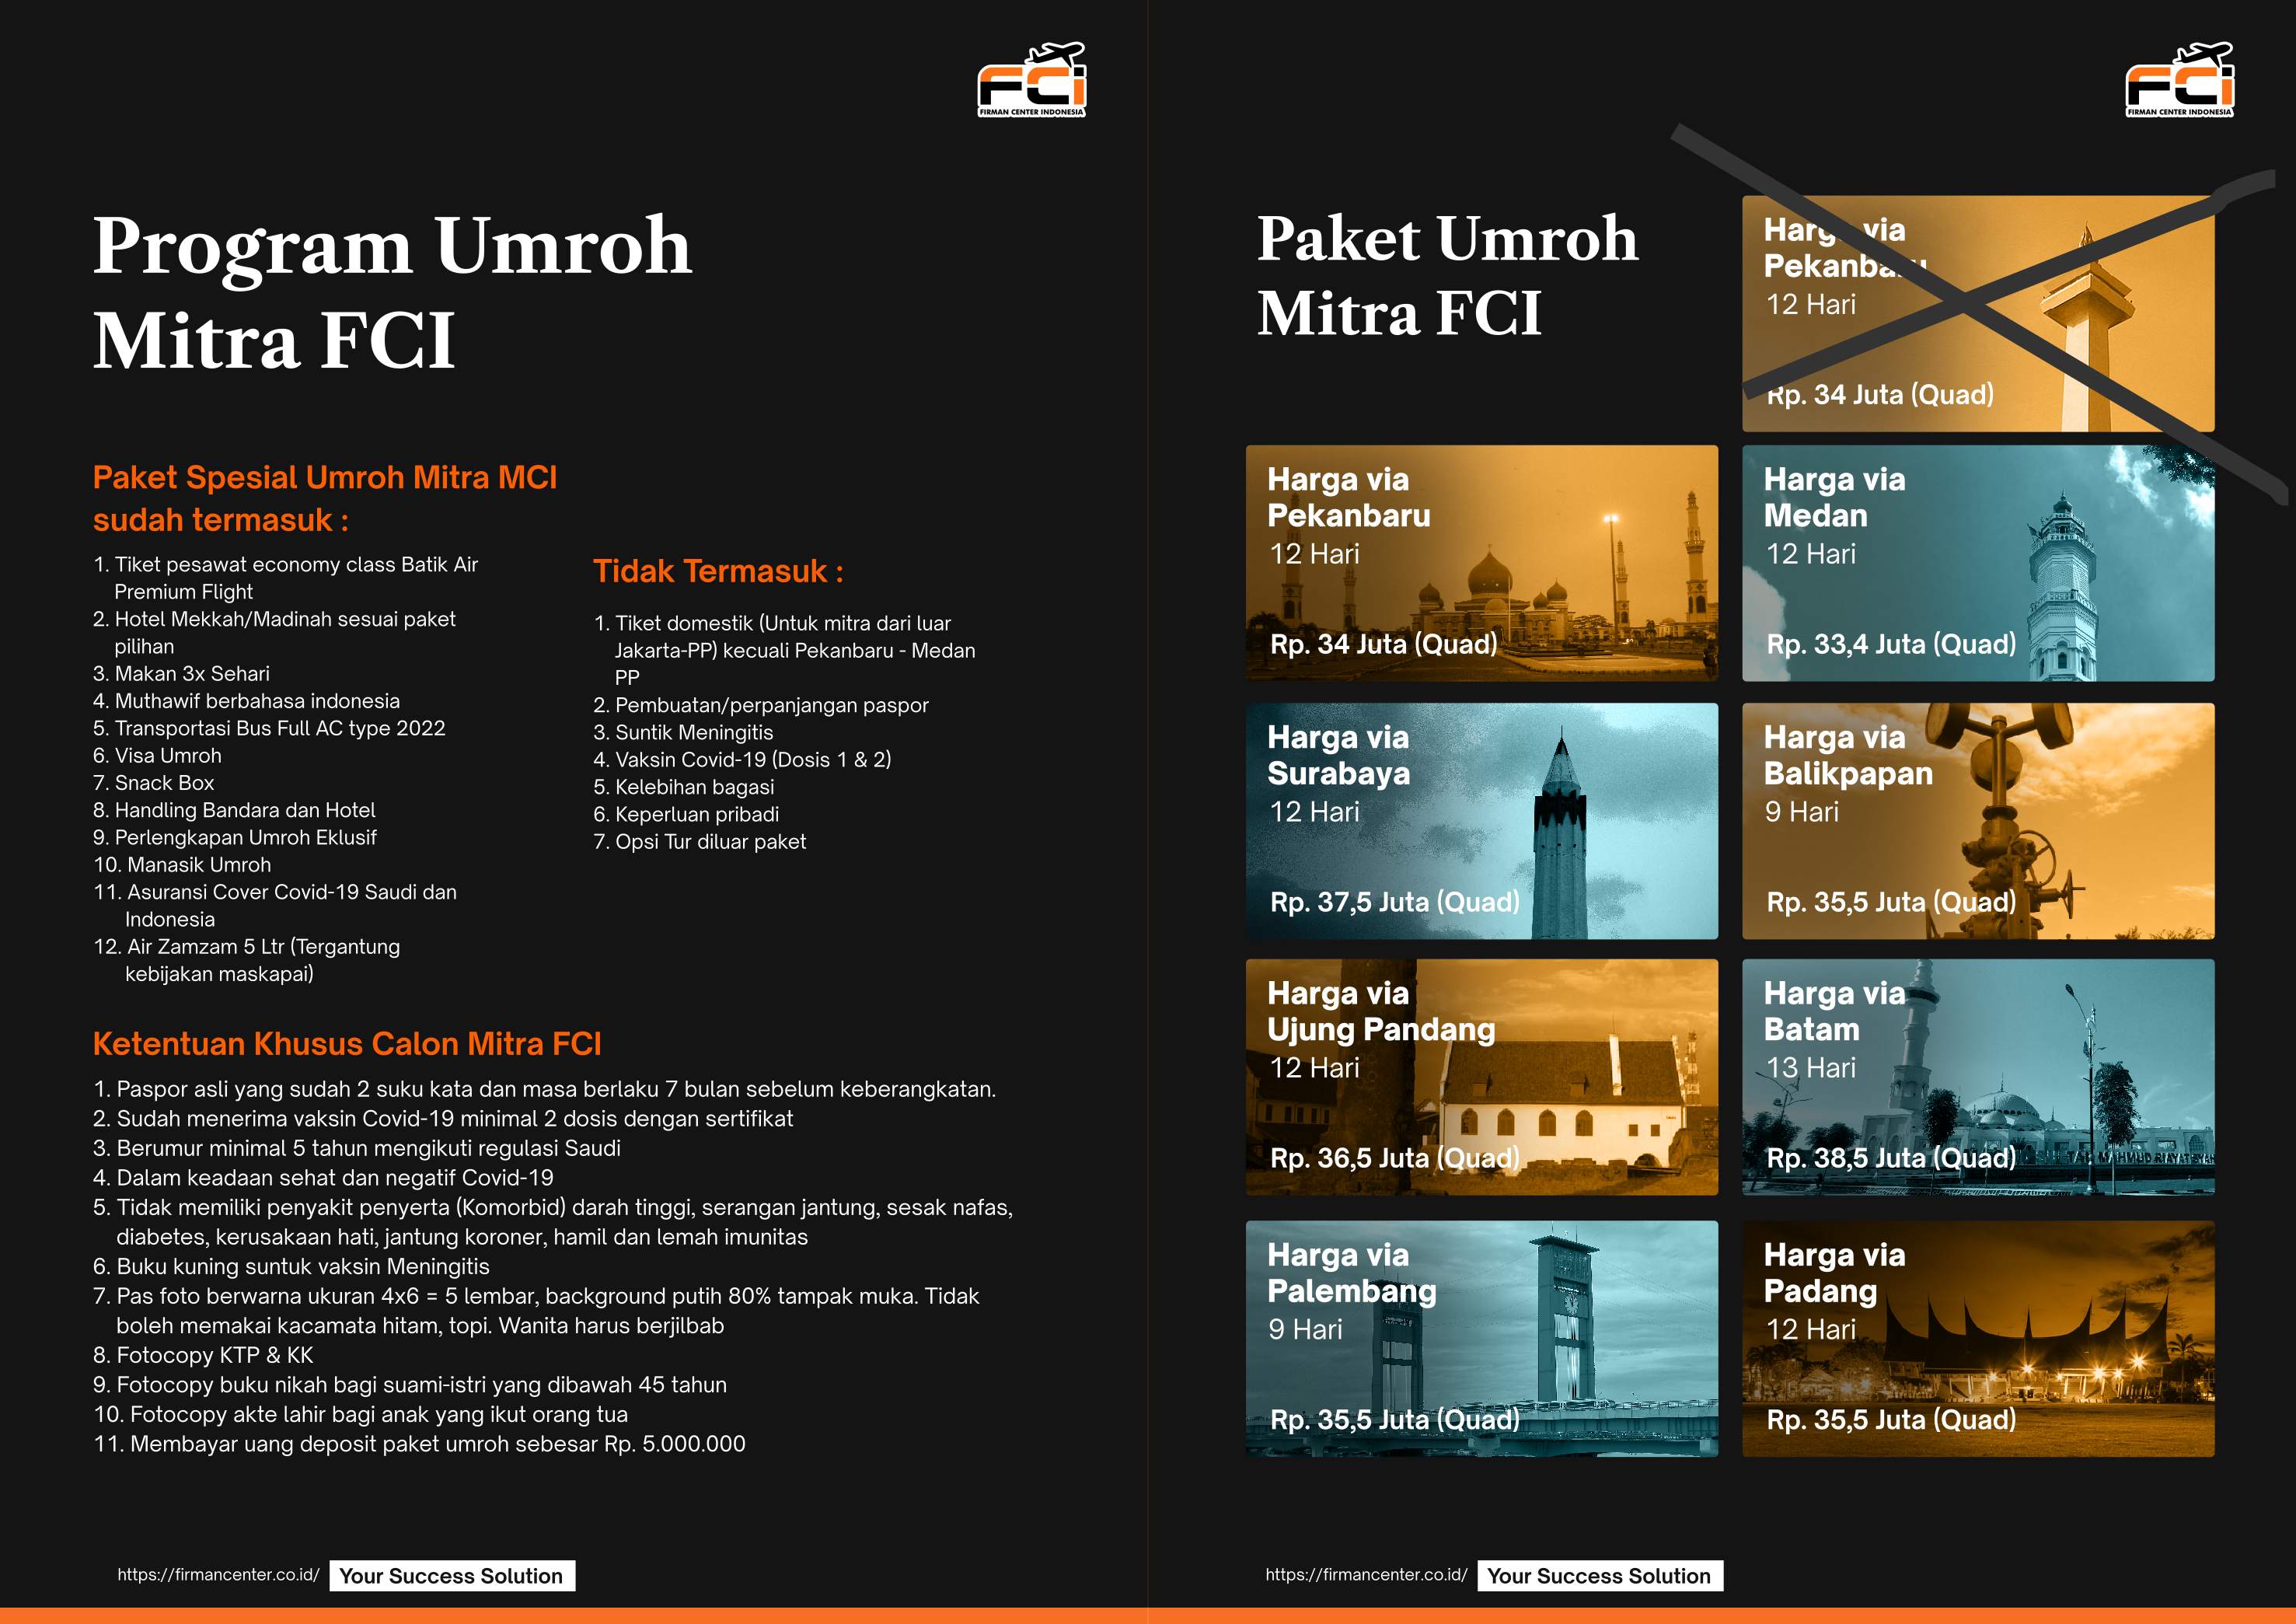 FCi
FIRMAN CENTER INDONESIA
Program Umroh
Mitra FCI
Paket Spesial Umroh Mitra MCI
sudah termasuk :
1. Tiket pesawat economy class Batik Air
Premium Flight
2. Hotel Mekkah/Madinah sesuai paket
pilihan
3. Makan 3x Sehari
4. Muthawif berbahasa indonesia
5. Transportasi Bus Full AC type 2022
6. Visa Umroh
7. Snack Box
8. Handling Bandara dan Hotel
9. Perlengkapan Umroh Eklusif
10. Manasik Umroh
11. Asuransi Cover Covid-19 Saudi dan
Indonesia
12. Air Zamzam 5 Ltr (Tergantung
kebijakan maskapai)
Tidak Termasuk :
1. Tiket domestik (Untuk mitra dari luar
Jakarta-PP) kecuali Pekanbaru - Medan
PP
2. Pembuatan/perpanjangan paspor
3. Suntik Meningitis
4. Vaksin Covid-19 (Dosis 1 & 2)
5. Kelebihan bagasi
6. Keperluan pribadi
7. Opsi Tur diluar paket
Ketentuan Khusus Calon Mitra FCI
1. Paspor asli yang sudah 2 suku kata dan masa berlaku 7 bulan sebelum keberangkatan.
2. Sudah menerima vaksin Covid-19 minimal 2 dosis dengan sertifikat
3. Berumur minimal 5 tahun mengikuti regulasi Saudi
4. Dalam keadaan sehat dan negatif Covid-19
5. Tidak memiliki penyakit penyerta (Komorbid) darah tinggi, serangan jantung, sesak nafas,
diabetes, kerusakaan hati, jantung koroner, hamil dan lemah imunitas
6. Buku kuning suntuk vaksin Meningitis
7. Pas foto berwarna ukuran 4x6 = 5 lembar, background putih 80% tampak muka. Tidak
boleh memakai kacamata hitam, topi. Wanita harus berjilbab
8. Fotocopy KTP & KK
9. Fotocopy buku nikah bagi suami-istri yang dibawah 45 tahun
10. Fotocopy akte lahir bagi anak yang ikut orang tua
11. Membayar uang deposit paket umroh sebesar Rp. 5.000.000
https://firmancenter.co.id/
Your Success Solution
FCi
FIRMAN CENTER INDONESIA
Paket Umroh
Mitra FCI
Harga via
Pekanbaru
12 Hari
Rp. 34 Juta (Quad)
Harga via
Pekanbaru
12 Hari
Rp. 34 Juta (Quad)
Harga via
Medan
12 Hari
Rp. 33,4 Juta (Quad)
Harga via
Surabaya
12 Hari
Rp. 37,5 Juta (Quad)
Harga via
Balikpapan
9 Hari
Rp. 35,5 Juta (Quad)
Harga via
Ujung Pandang
12 Hari
Rp. 36,5 Juta (Quad)
Harga via
Batam
13 Hari
Rp. 38,5 Juta (Quad)
MAHMUD
Harga via
Palembang
9 Hari
Rp. 35,5 Juta (Quad)
Harga via
Padang
12 Hari
Rp. 35,5 Juta (Quad)
https://firmancenter.co.id/
Your Success Solution